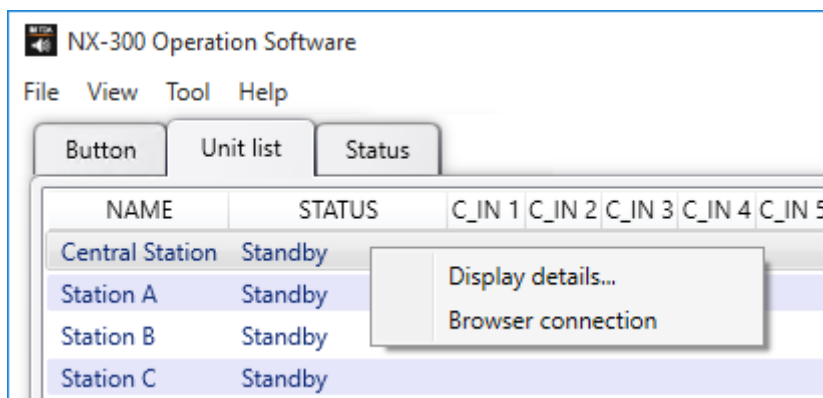 NX-300 Operation Software
File View Tool Help
Button Unit list Status
NAME STATUS C_IN 1 C_IN 2 C_IN 3 C_IN 4 C_IN 5
Central Station Standby
Display details...
Station A Standby
Browser connection
Station B Standby
Station C Standby